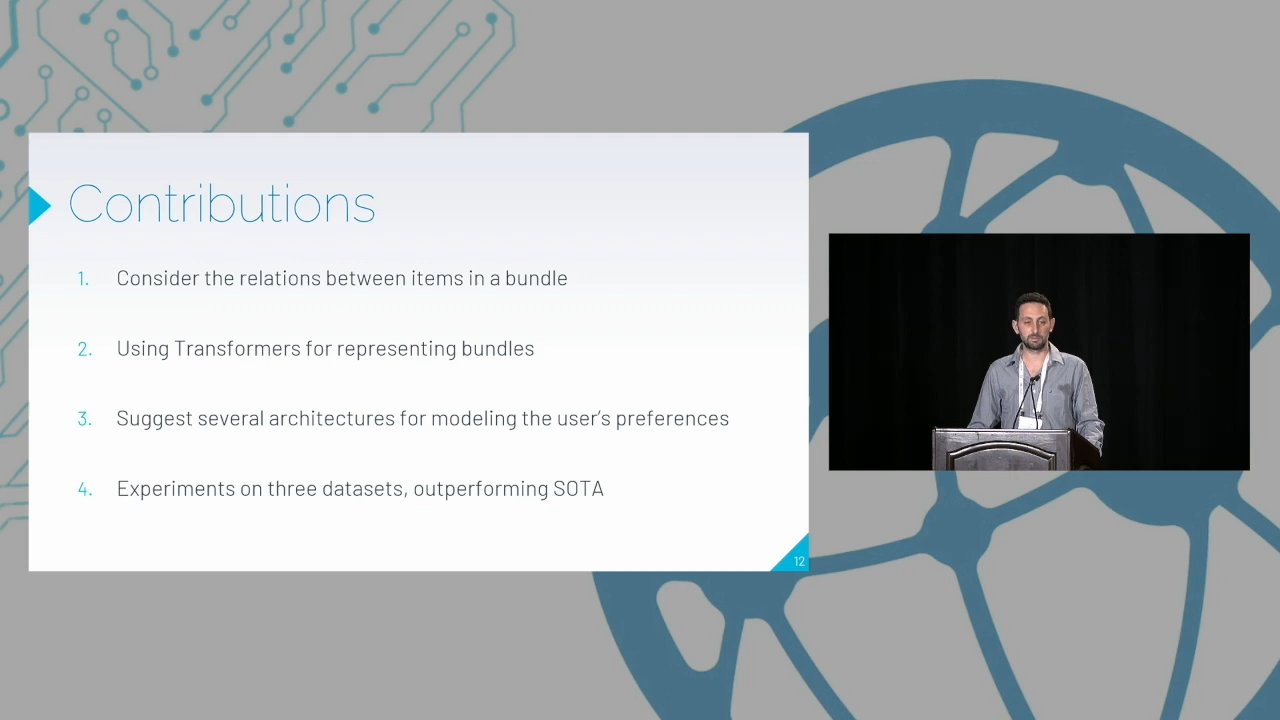 Contributions
1. Consider the relations between items in a bundle
2. Using Transformers for representing bundles
3. Suggest several architectures for modeling the user’s preferences
4. Experiments on three datasets, outperforming SOTA
12